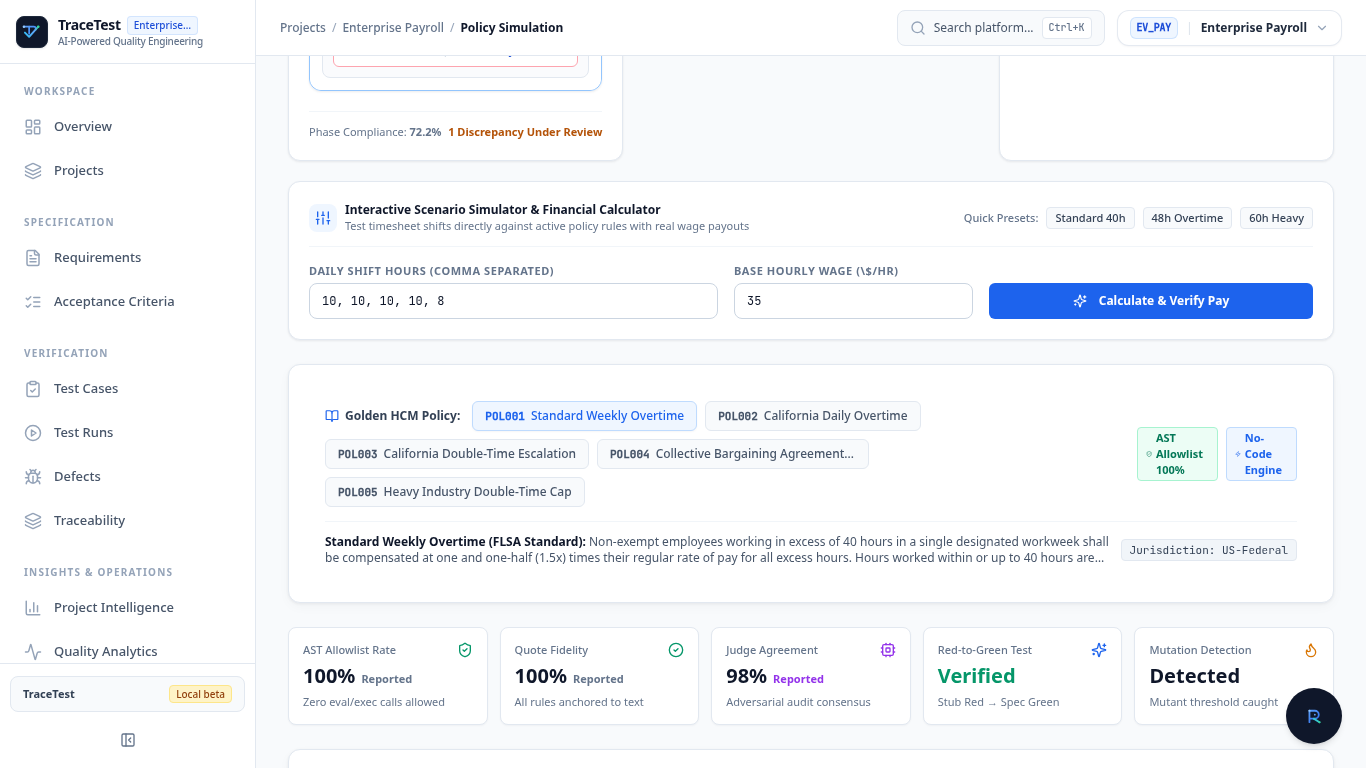 TraceTest
Enterprise...
AI-Powered Quality Engineering
WORKSPACE
Overview
Projects
SPECIFICATION
Requirements
Acceptance Criteria
VERIFICATION
Test Cases
Test Runs
Defects
Traceability
INSIGHTS & OPERATIONS
Project Intelligence
Quality Analytics
TraceTest
Local beta
Projects / Enterprise Payroll / Policy Simulation
Search platform...
Ctrl+K
EV_PAY
Enterprise Payroll
Phase Compliance: 72.2%
1 Discrepancy Under Review
Interactive Scenario Simulator & Financial Calculator
Test timesheet shifts directly against active policy rules with real wage payouts
Quick Presets:
Standard 40h
48h Overtime
60h Heavy
DAILY SHIFT HOURS (COMMA SEPARATED)
10, 10, 10, 10, 8
BASE HOURLY WAGE (\$/HR)
35
Calculate & Verify Pay
Golden HCM Policy:
POL001 Standard Weekly Overtime
POL002 California Daily Overtime
POL003 California Double-Time Escalation
POL004 Collective Bargaining Agreement...
POL005 Heavy Industry Double-Time Cap
AST
Allowlist
100%
No-
Code
Engine
Standard Weekly Overtime (FLSA Standard): Non-exempt employees working in excess of 40 hours in a single designated workweek shall
be compensated at one and one-half (1.5x) times their regular rate of pay for all excess hours. Hours worked within or up to 40 hours are...
Jurisdiction: US-Federal
AST Allowlist Rate
100% Reported
Zero eval/exec calls allowed
Quote Fidelity
100% Reported
All rules anchored to text
Judge Agreement
98% Reported
Adversarial audit consensus
Red-to-Green Test
Verified
Stub Red → Spec Green
Mutation Detection
Detected
Mutant threshold caught